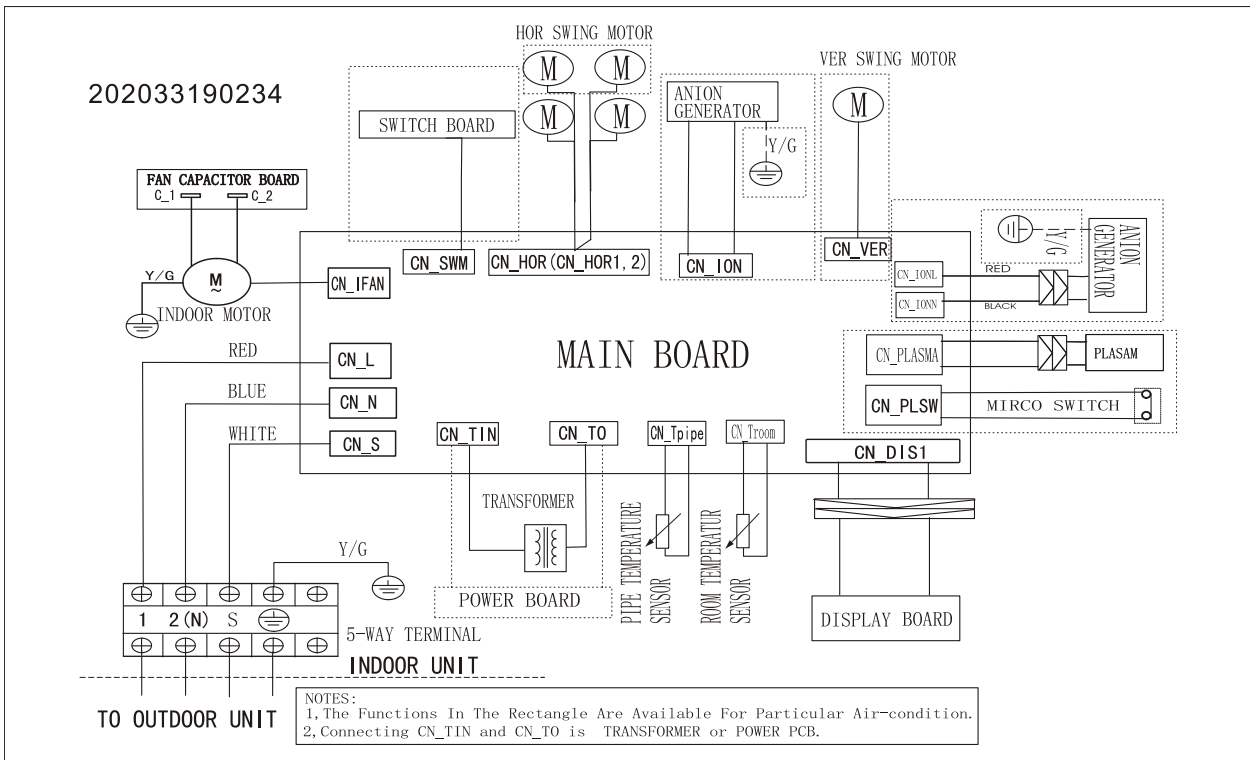 HOR SWING MOTOR
VER SWING MOTOR
202033190234
M
M
M
M
M
ANION
GENERATOR
SWITCH BOARD
Y/G
FAN CAPACITOR BOARD
C_1
C_2
Y/G
ANION
GENERATOR
CN_SWM
CN_HOR(CN_HOR1, 2)
CN_ION
CN_VER
CN_IONL
RED
CN_IONN
BLACK
Y/G
M
~
CN_IFAN
INDOOR MOTOR
RED
CN_L
MAIN BOARD
CN_PLASMA
PLASAM
BLUE
CN_N
CN_PLSW
MIRCO SWITCH
WHITE
CN_S
CN_TIN
CN_TO
CN_Tpipe
CN_Troom
CN_DIS1
TRANSFORMER
PIPE TEMPERATURE
SENSOR
ROOM TEMPERATUR
SENSOR
Y/G
POWER BOARD
DISPLAY BOARD
1
2(N)
S
5-WAY TERMINAL
INDOOR UNIT
TO OUTDOOR UNIT
NOTES:
1, The Functions In The Rectangle Are Available For Particular Air-condition.
2, Connecting CN_TIN and CN_TO is TRANSFORMER or POWER PCB.